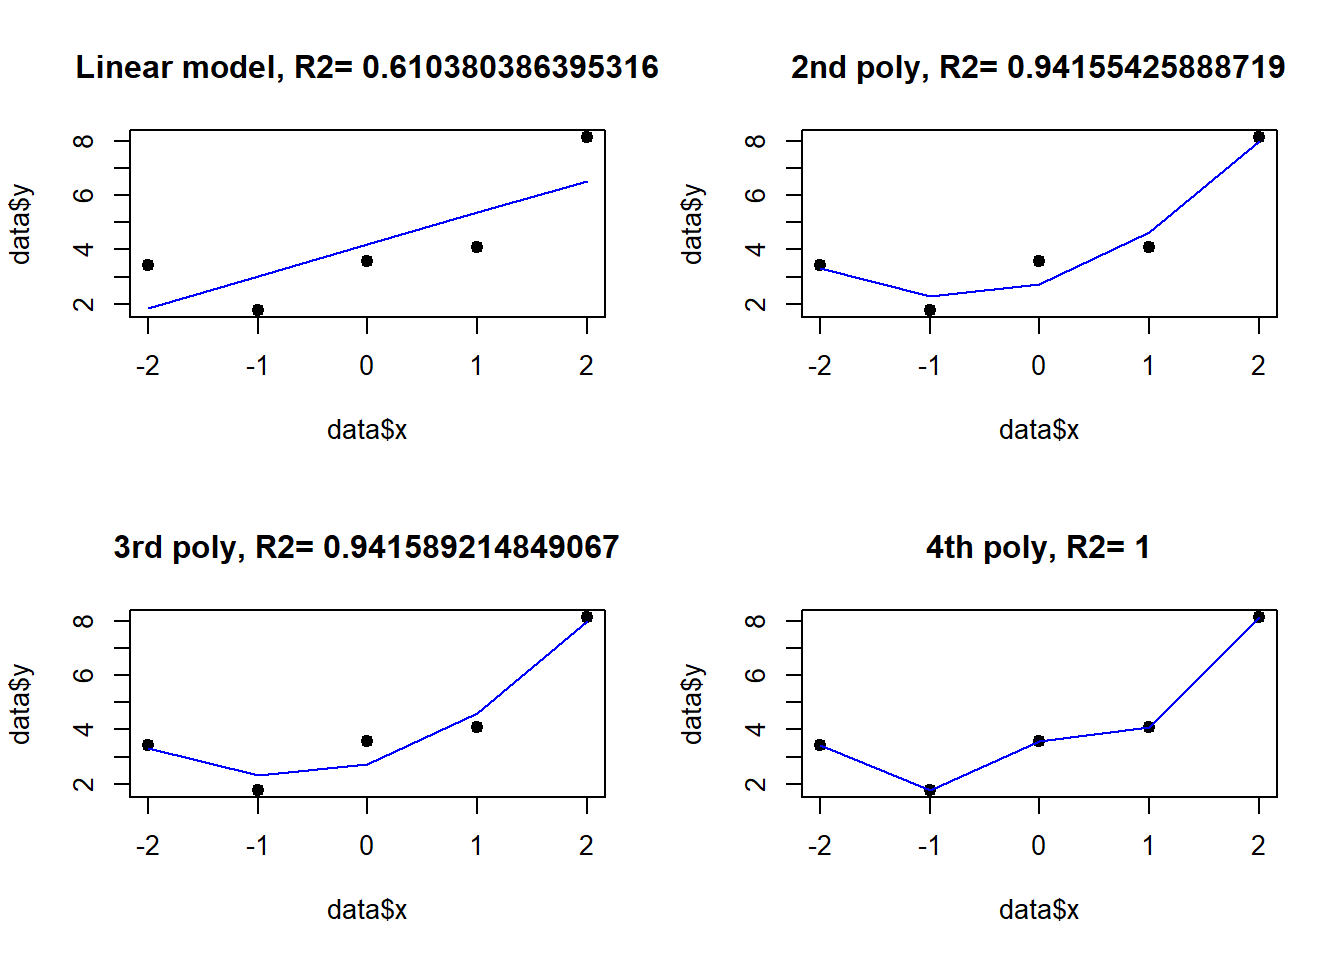 Linear model, R2= 0.610380386395316
data$y
8
6
4
2
-2 -1 0 1 2
data$x
2nd poly, R2= 0.94155425888719
data$y
8
6
4
2
-2 -1 0 1 2
data$x
3rd poly, R2= 0.941589214849067
data$y
8
6
4
2
-2 -1 0 1 2
data$x
4th poly, R2= 1
data$y
8
6
4
2
-2 -1 0 1 2
data$x